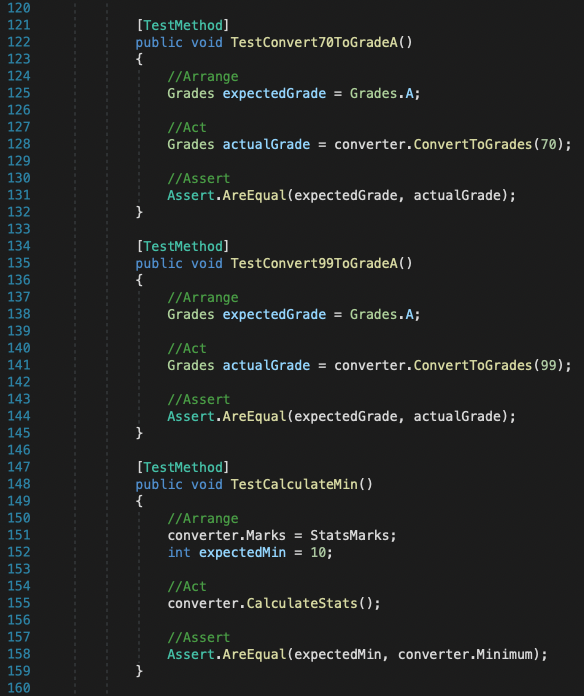 120
121 [TestMethod]
122 public void TestConvert70ToGradeA()
123 {
124 //Arrange
125 Grades expectedGrade = Grades.A;
126
127 //Act
128 Grades actualGrade = converter.ConvertToGrades(70);
129
130 //Assert
131 Assert.AreEqual(expectedGrade, actualGrade);
132 }
133
134 [TestMethod]
135 public void TestConvert99ToGradeA()
136 {
137 //Arrange
138 Grades expectedGrade = Grades.A;
139
140 //Act
141 Grades actualGrade = converter.ConvertToGrades(99);
142
143 //Assert
144 Assert.AreEqual(expectedGrade, actualGrade);
145 }
146
147 [TestMethod]
148 public void TestCalculateMin()
149 {
150 //Arrange
151 converter.Marks = StatsMarks;
152 int expectedMin = 10;
153
154 //Act
155 converter.CalculateStats();
156
157 //Assert
158 Assert.AreEqual(expectedMin, converter.Minimum);
159 }
160